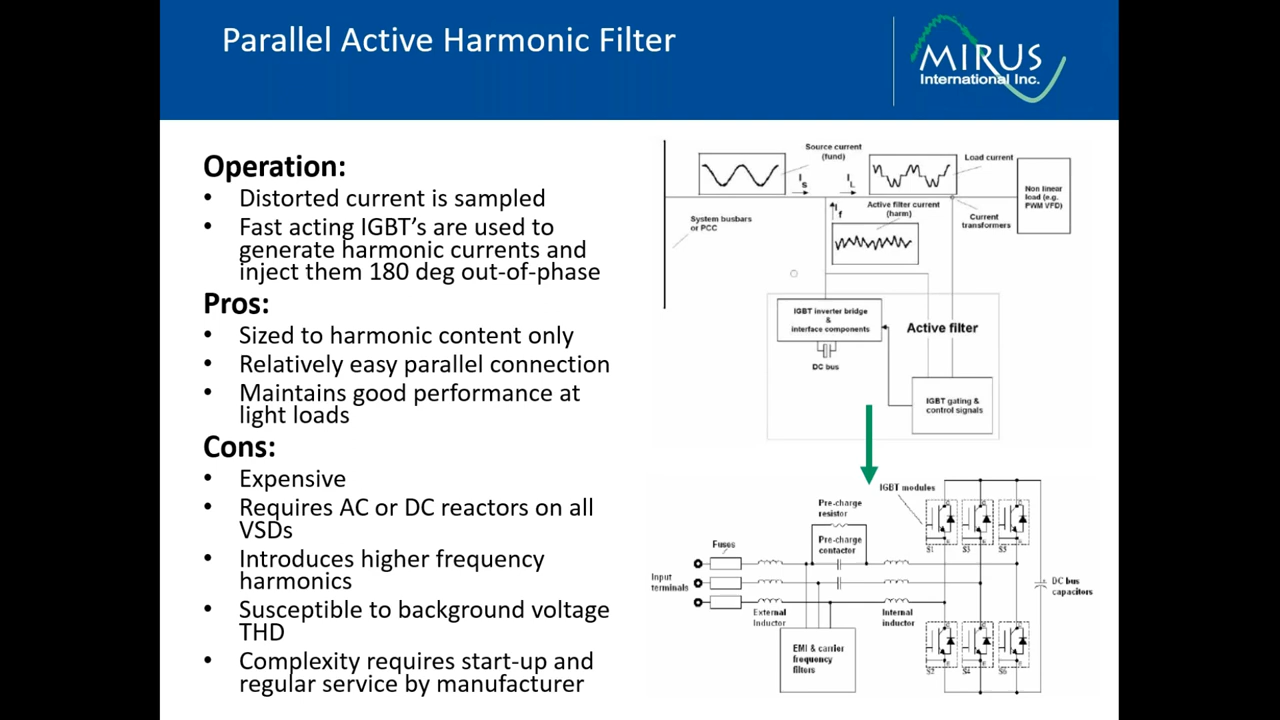 Parallel Active Harmonic Filter
MIRUS
International Inc.
Operation:
• Distorted current is sampled
• Fast acting IGBT's are used to
generate harmonic currents and
inject them 180 deg out-of-phase
Pros:
• Sized to harmonic content only
• Relatively easy parallel connection
• Maintains good performance at
light loads
Cons:
• Expensive
• Requires AC or DC reactors on all
VSDs
• Introduces higher frequency
harmonics
• Susceptible to background voltage
THD
• Complexity requires start-up and
regular service by manufacturer
Source current
(fund)
Load current
I S
I L
Non linear
load (e.g.
PWM VFD)
System busbars
or PCC
I f
Active filter current
(harm)
Current
transformers
IGBT inverter bridge
&
interface components
Active filter
DC bus
IGBT gating &
control signals
IGBT modules
Pre-charge
resistor
Pre-charge
contactor
Fuses
Input
terminals
External
Inductor
Internal
inductor
EMI & carrier
frequency
filters
S1
S3
S5
DC bus
capacitors
S2
S4
S6